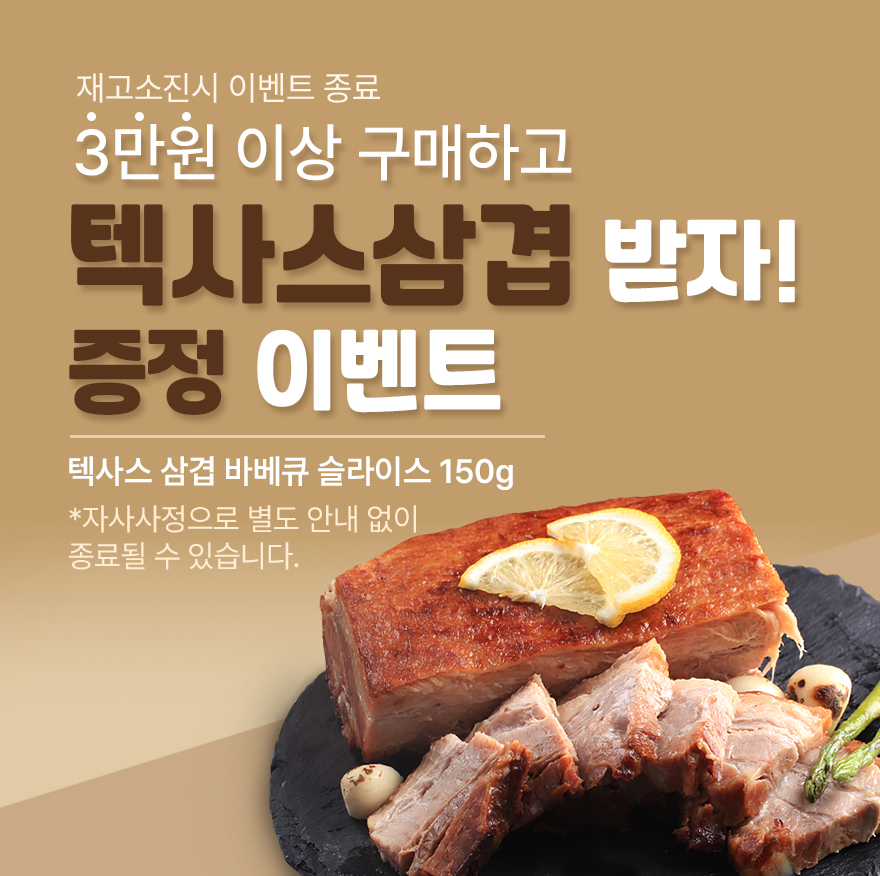 재고소진시 이벤트 종료
3만원 이상 구매하고
텍사스삼겹 받자!
증정 이벤트
텍사스 삼겹 바베큐 슬라이스 150g
*자사사정으로 별도 안내 없이
종료될 수 있습니다.